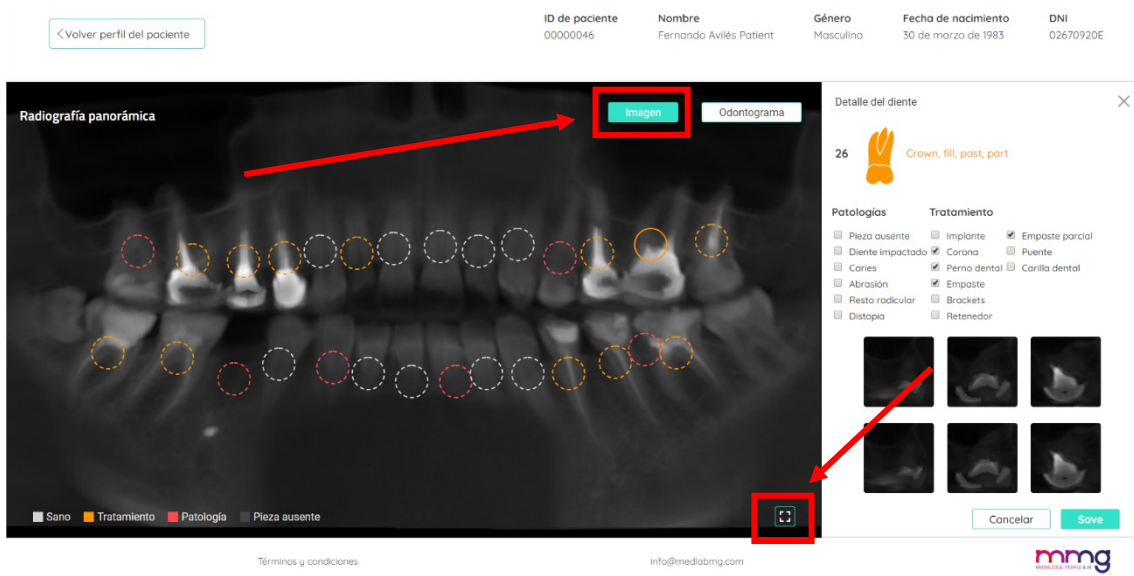 Volver perfil del paciente
ID de paciente
00000046
Nombre
Fernando Avilés Patient
Género
Masculino
Fecha de nacimiento
30 de marzo de 1983
DNI
02670920E
Radiografía panorámica
Imagen
Odontograma
Detalle del diente
26
Crown, fill, post, part
Patologías
Tratamiento
Pieza ausente
Implante
Empaste parcial
Diente impactado
Corona
Puente
Caries
Perno dental
Carilla dental
Abrasión
Empaste
Resto radicular
Brackets
Distopia
Retenedor
Sano
Tratamiento
Patología
Pieza ausente
Cancelar
Save
Términos y condiciones
info@medlabmg.com
mmg
KNOWLEDGE, PEOPLE & AI